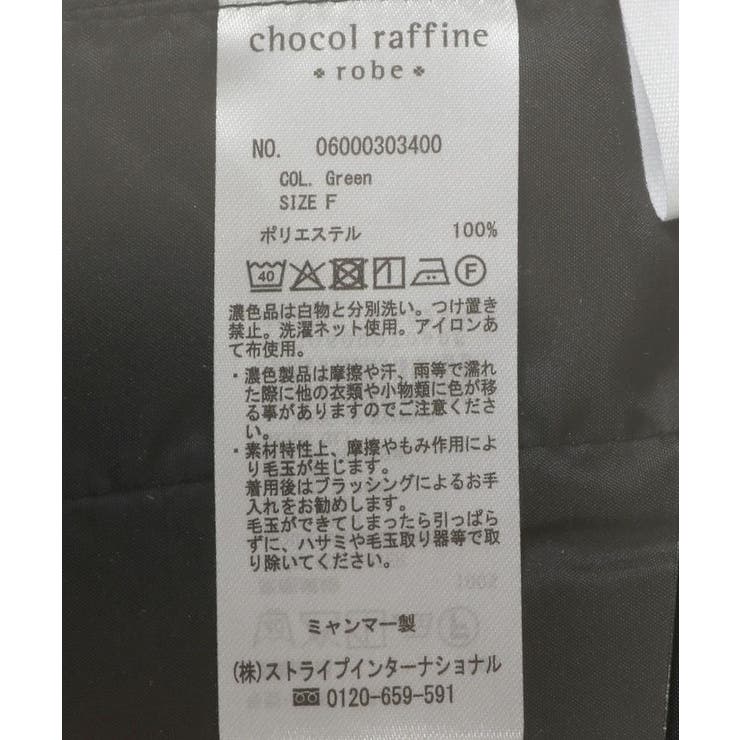 chocol raffine
robe
NO. 06000303400
COL. Green
SIZE F
ポリエステル 100%
40 F
濃色品は白物と分別洗い。つけ置き
禁止。洗濯ネット使用。アイロンあ
て布使用。
・濃色製品は摩擦や汗、雨等で濡れ
た際に他の衣類や小物類に色が移
る事がありますのでご注意くださ
い。
・素材特性上、摩擦やもみ作用によ
り毛玉が生じます。
着用後はブラッシングによるお手
入れをお勧めします。
毛玉ができてしまったら引っぱら
ずに、ハサミや毛玉取り器等で取
り除いてください。
ミャンマー製
(株)ストライプインターナショナル
0120-659-591